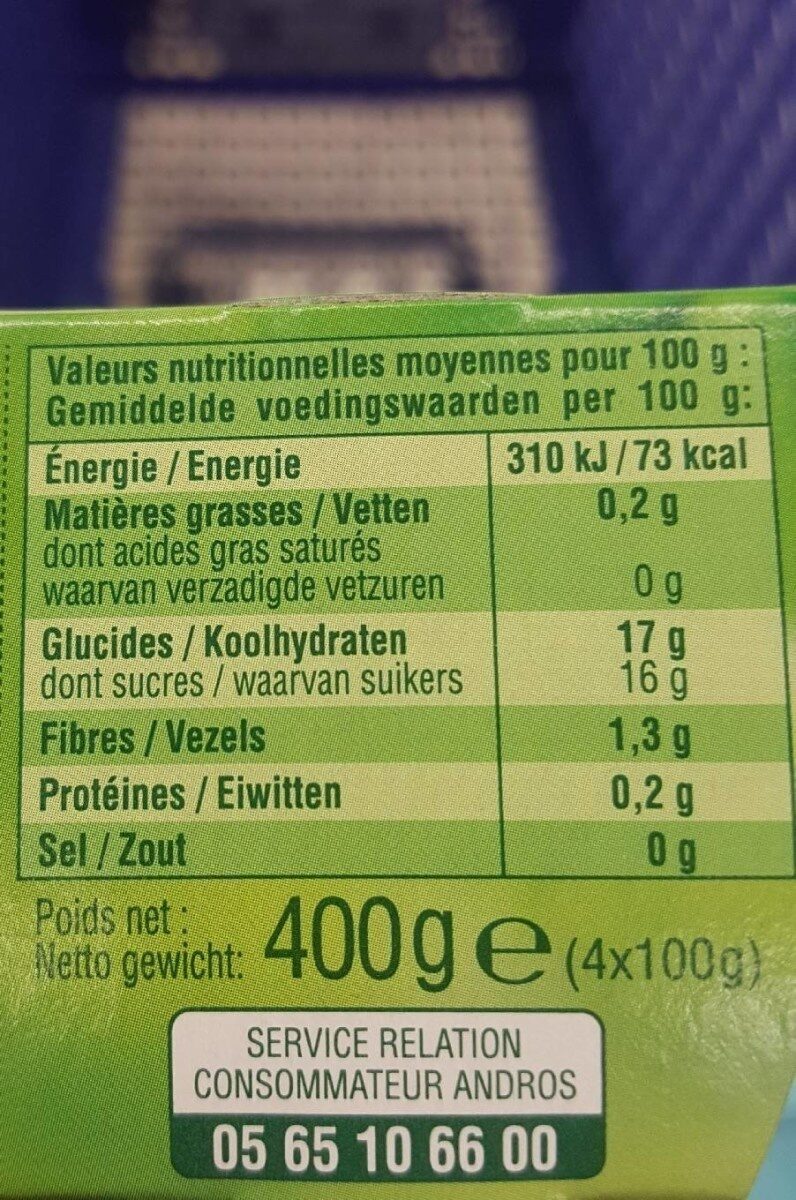 Valeurs nutritionnelles moyennes pour 100 g :
Gemiddelde voedingswaarden per 100 g:
Énergie / Energie 310 kJ / 73 kcal
Matières grasses / Vetten 0,2 g
dont acides gras saturés
waarvan verzadigde vetzuren 0 g
Glucides / Koolhydraten 17 g
dont sucres / waarvan suikers 16 g
Fibres / Vezels 1,3 g
Protéines / Eiwitten 0,2 g
Sel / Zout 0 g
Poids net :
Netto gewicht: 400g e (4x100g)
SERVICE RELATION
CONSOMMATEUR ANDROS
05 65 10 66 00